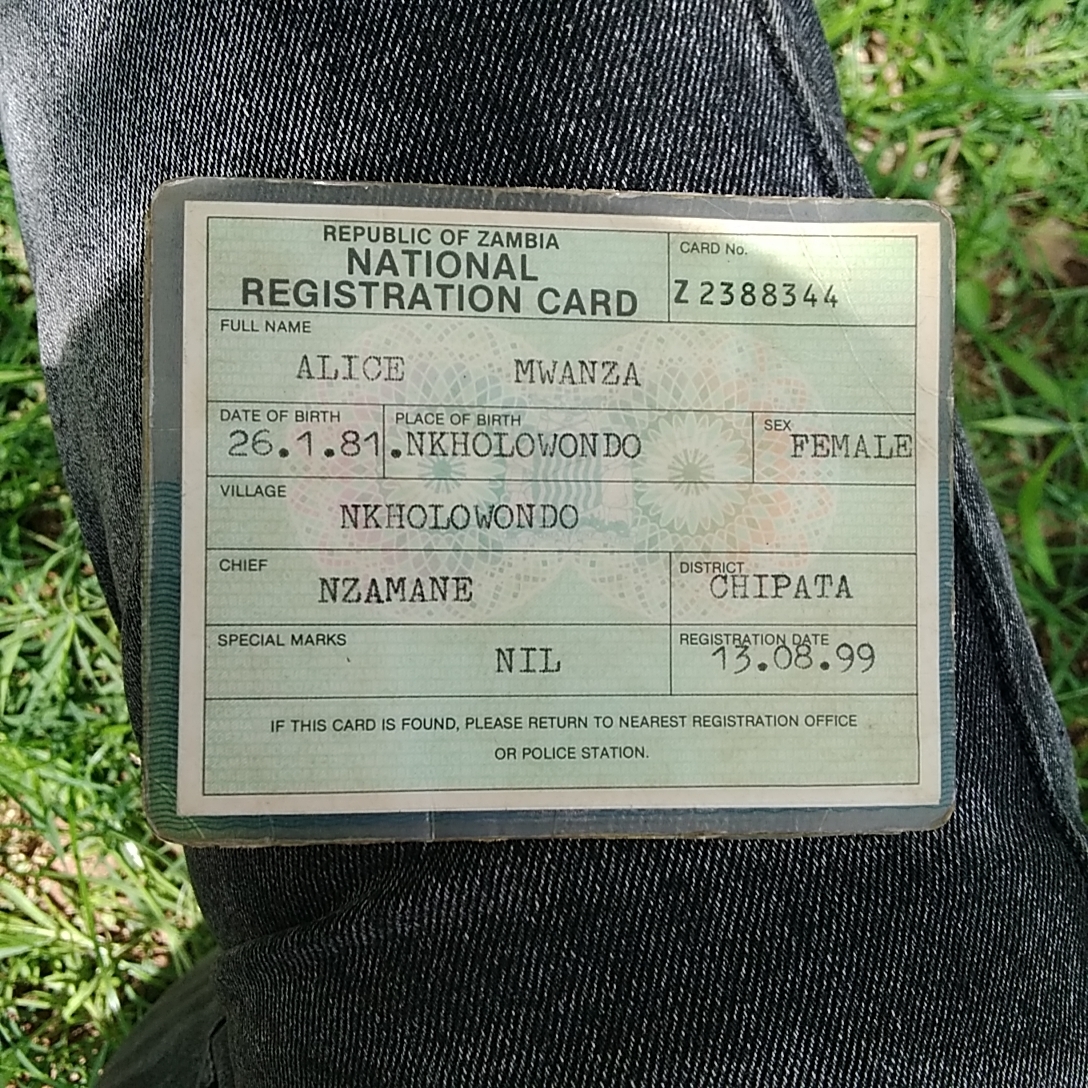 REPUBLIC OF ZAMBIA
NATIONAL
REGISTRATION CARD
CARD No.
Z 2388344
FULL NAME
ALICE MWANZA
DATE OF BIRTH
26.1.81.
PLACE OF BIRTH
NKHOLOWONDO
SEX
FEMALE
VILLAGE
NKHOLOWONDO
CHIEF
NZAMANE
DISTRICT
CHIPATA
SPECIAL MARKS
NIL
REGISTRATION DATE
13.08.99
IF THIS CARD IS FOUND, PLEASE RETURN TO NEAREST REGISTRATION OFFICE
OR POLICE STATION.